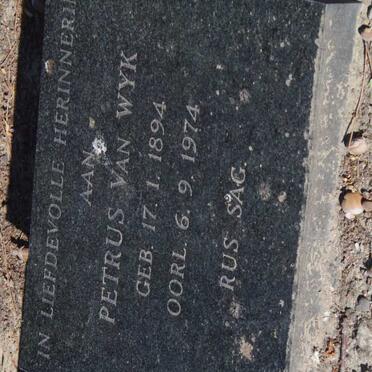 IN LIEFDEVOLLE HERINNERI
AAN
PETRUS VAN WYK
GEB. 17. 1. 1894
OORL. 6. 9. 1974
RUS SAG